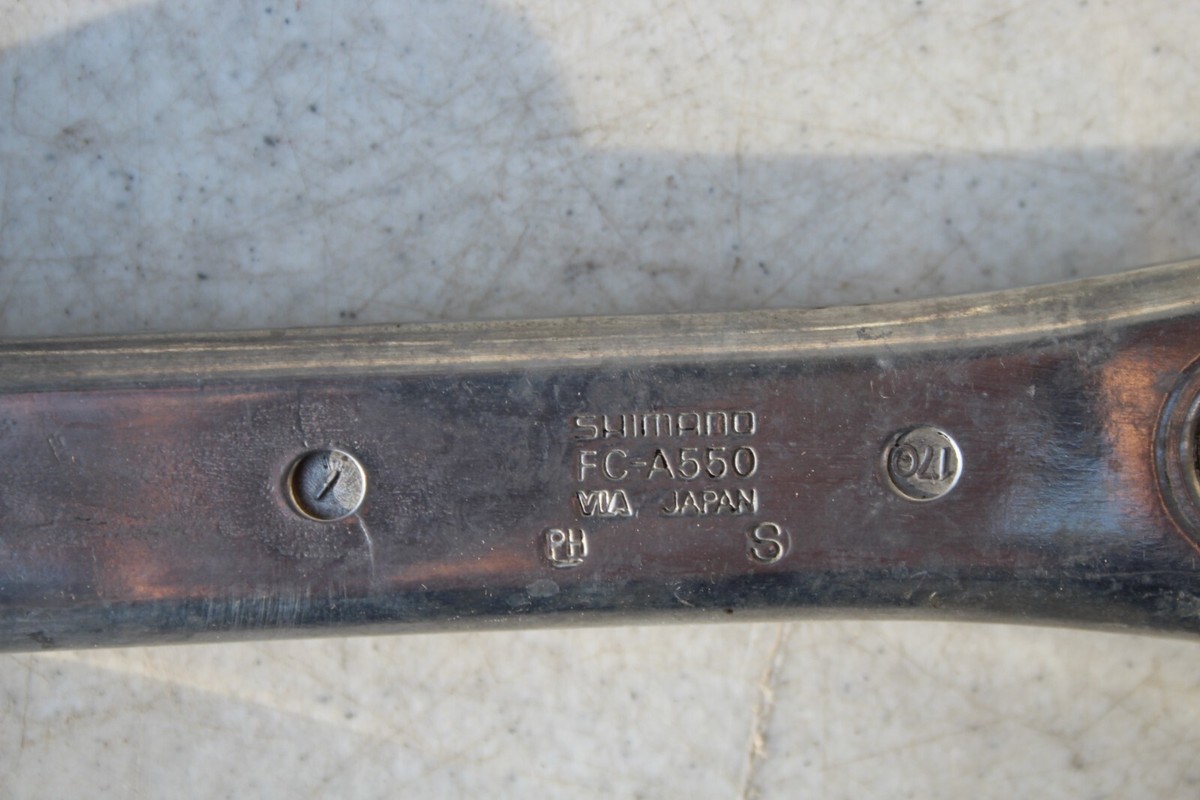 SHIMANO
FC-A550
VIA JAPAN
PH S
170